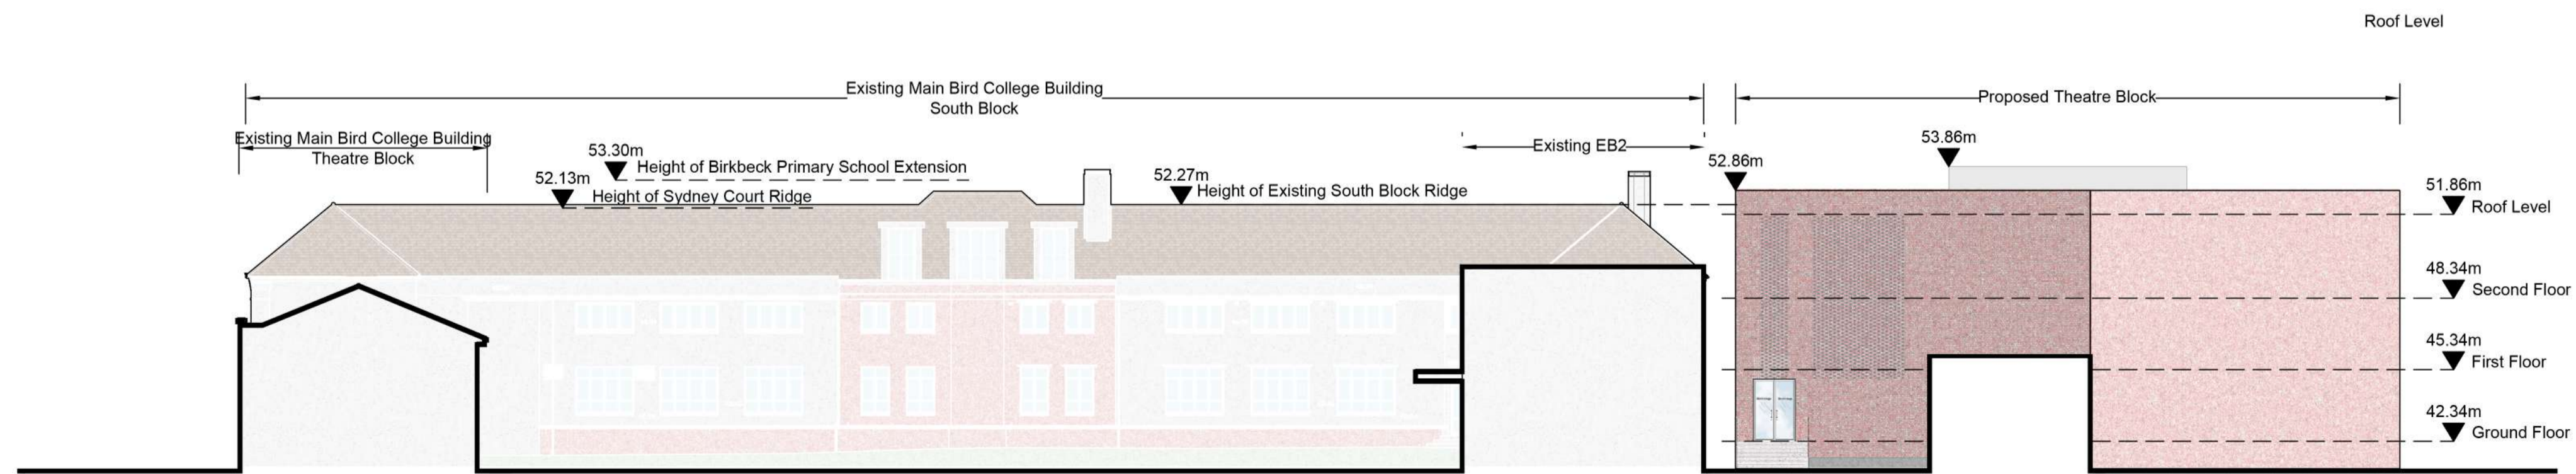 Roof Level
Existing Main Bird College Building
South Block
Proposed Theatre Block
Existing Main Bird College Building
Theatre Block
Existing EB2
53.30m
Height of Birkbeck Primary School Extension
52.13m
Height of Sydney Court Ridge
52.27m
Height of Existing South Block Ridge
52.86m
53.86m
51.86m
Roof Level
48.34m
Second Floor
45.34m
First Floor
42.34m
Ground Floor